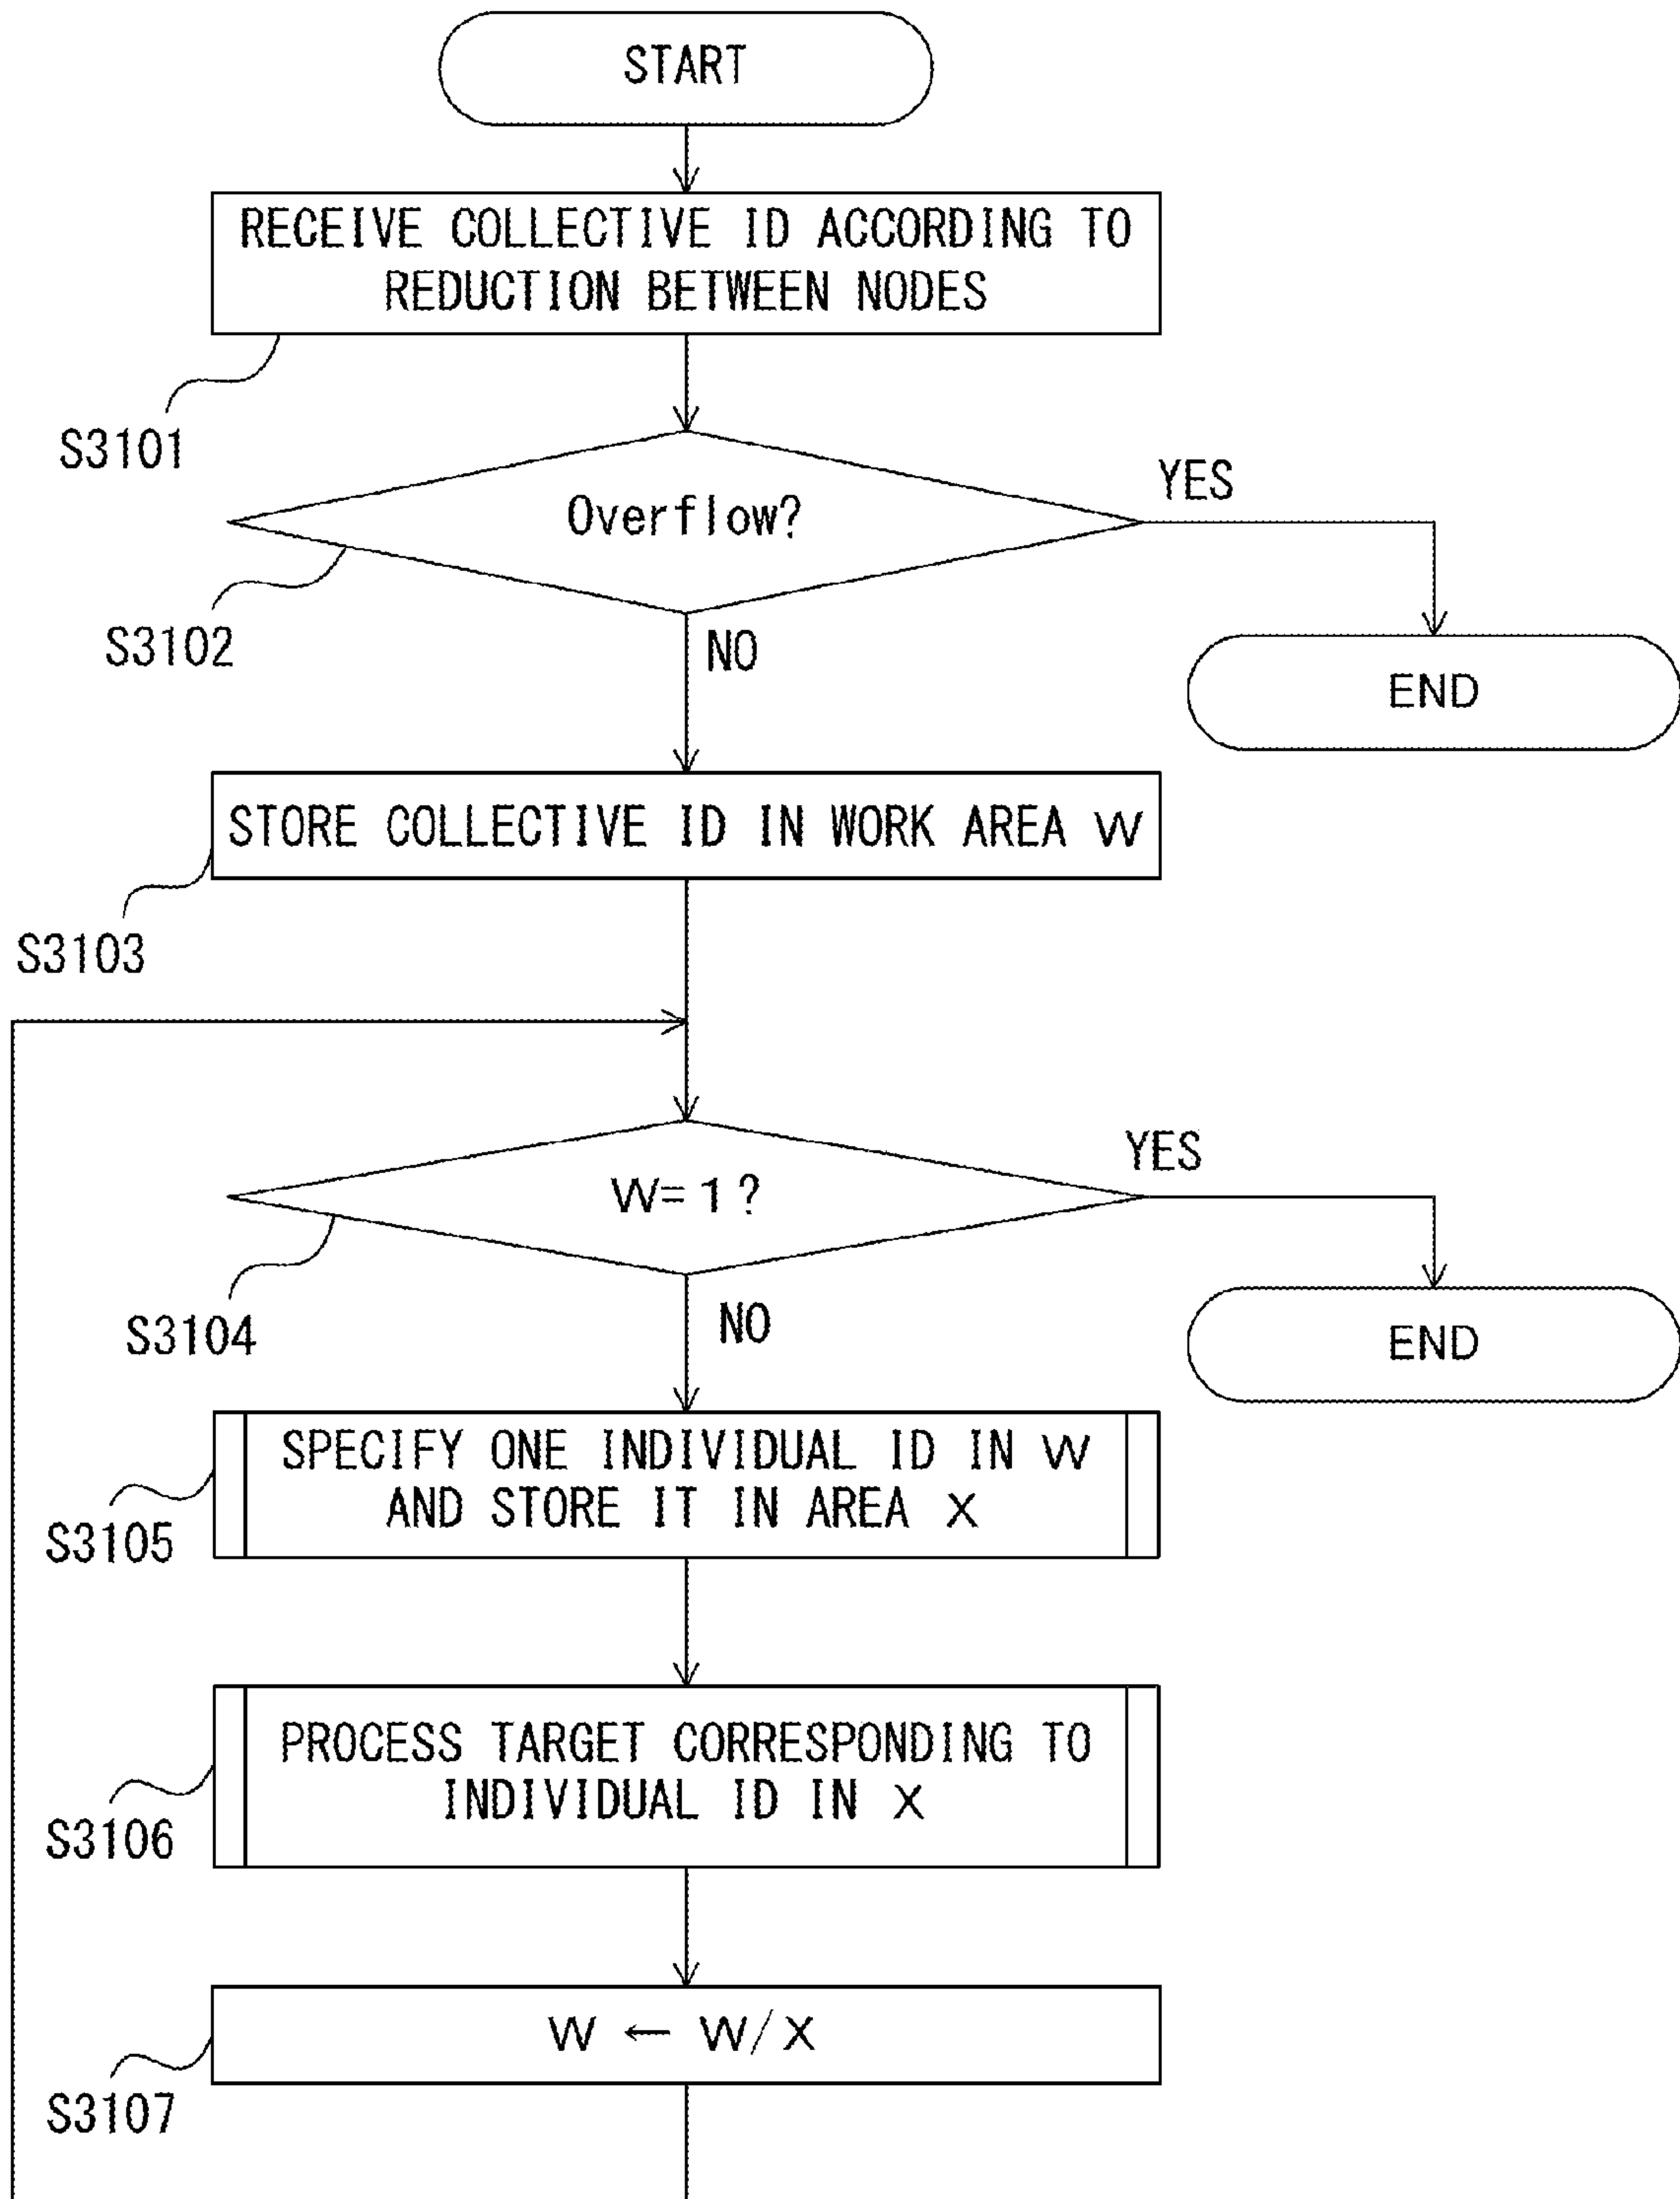 START
RECEIVE COLLECTIVE ID ACCORDING TO
REDUCTION BETWEEN NODES
S3101
Overflow?
YES
S3102
NO
END
STORE COLLECTIVE ID IN WORK AREA W
S3103
W=1?
YES
S3104
NO
END
SPECIFY ONE INDIVIDUAL ID IN W
AND STORE IT IN AREA X
S3105
PROCESS TARGET CORRESPONDING TO
INDIVIDUAL ID IN X
S3106
W ← W/X
S3107